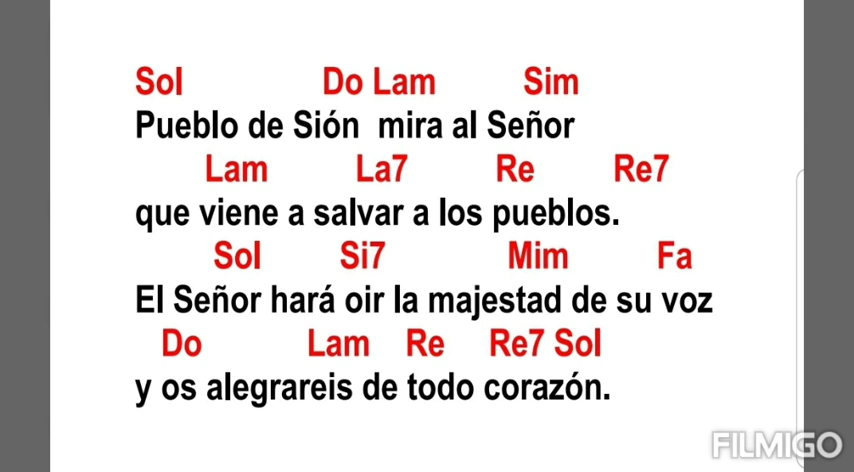 Sol Do Lam Sim
Pueblo de Sión mira al Señor
Lam La7 Re Re7
que viene a salvar a los pueblos.
Sol Si7 Mim Fa
El Señor hará oir la majestad de su voz
Do Lam Re Re7 Sol
y os alegrareis de todo corazón.
FILMIGO